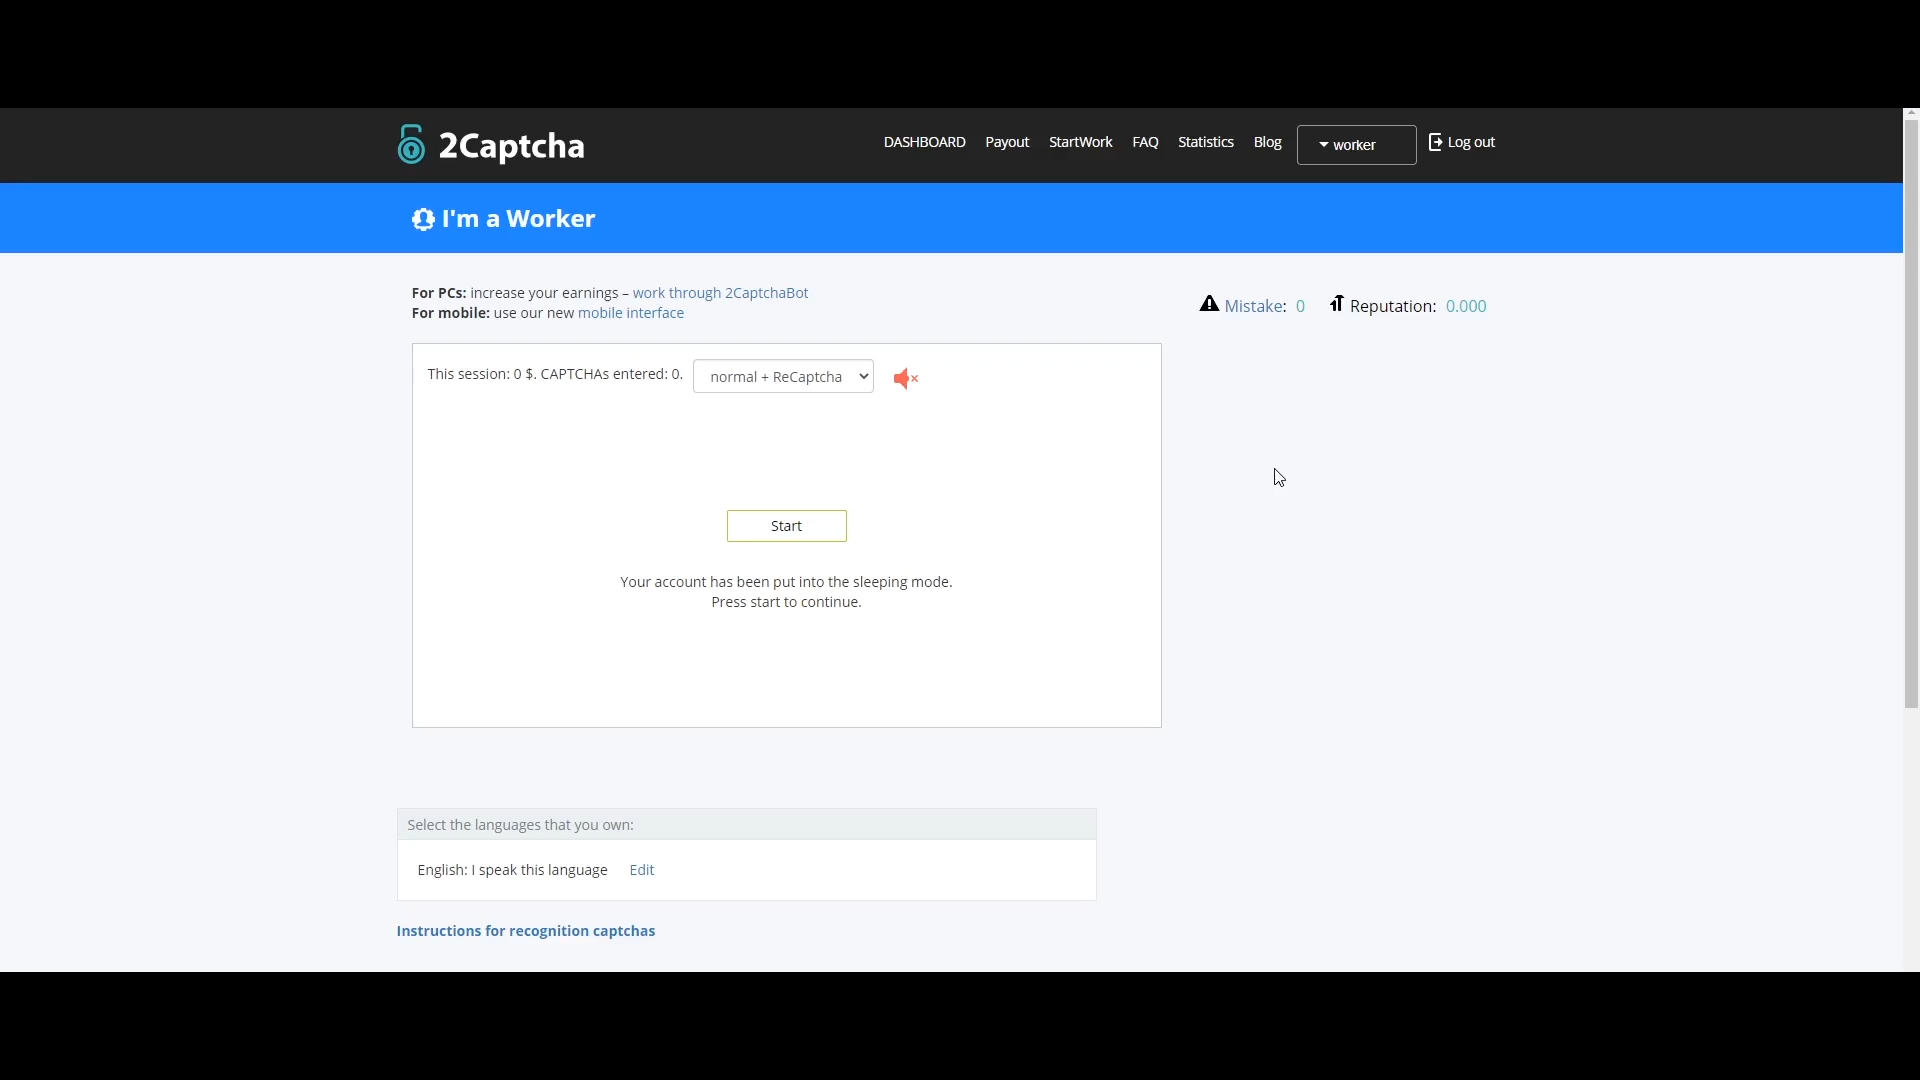 2Captcha
DASHBOARD Payout StartWork FAQ Statistics Blog worker Log out
I'm a Worker
For PCs: increase your earnings – work through 2CaptchaBot
For mobile: use our new mobile interface
Mistake: 0 Reputation: 0.000
This session: 0 $. CAPTCHAs entered: 0. normal + ReCaptcha
Start
Your account has been put into the sleeping mode.
Press start to continue.
Select the languages that you own:
English: I speak this language Edit
Instructions for recognition captchas